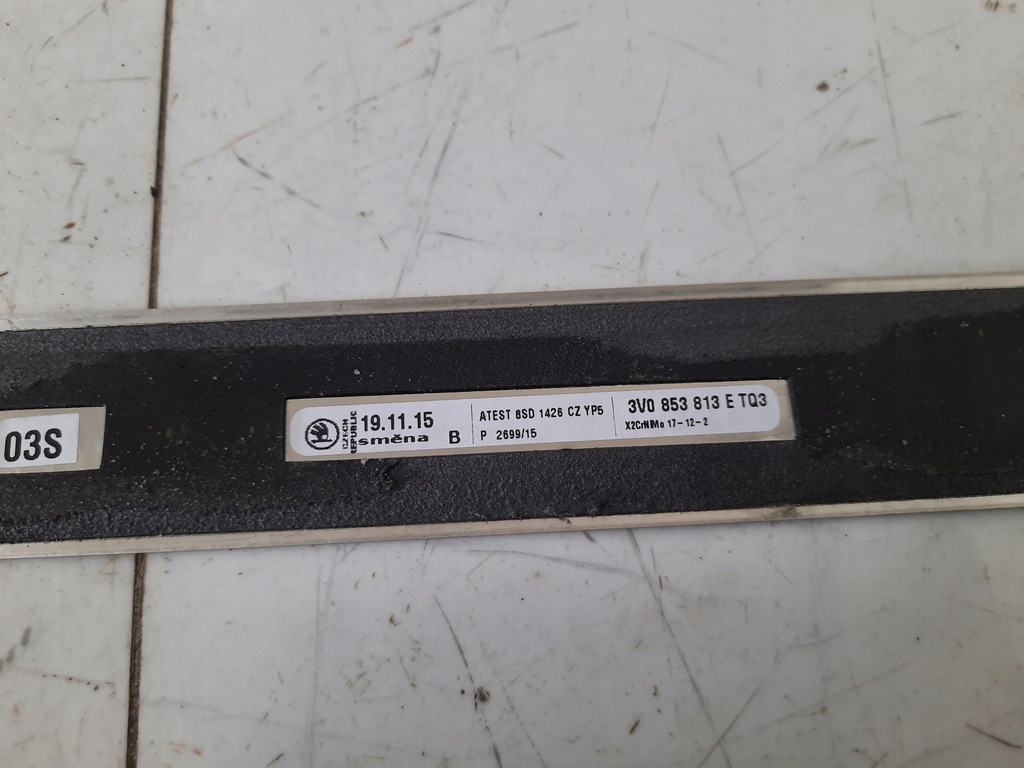 03S
CZECH
REPUBLIC
19.11.15
směna B
ATEST 8SD 1426 CZ YP5
P 2699/15
3V0 853 813 E TQ3
X2CrNiMo 17-12-2